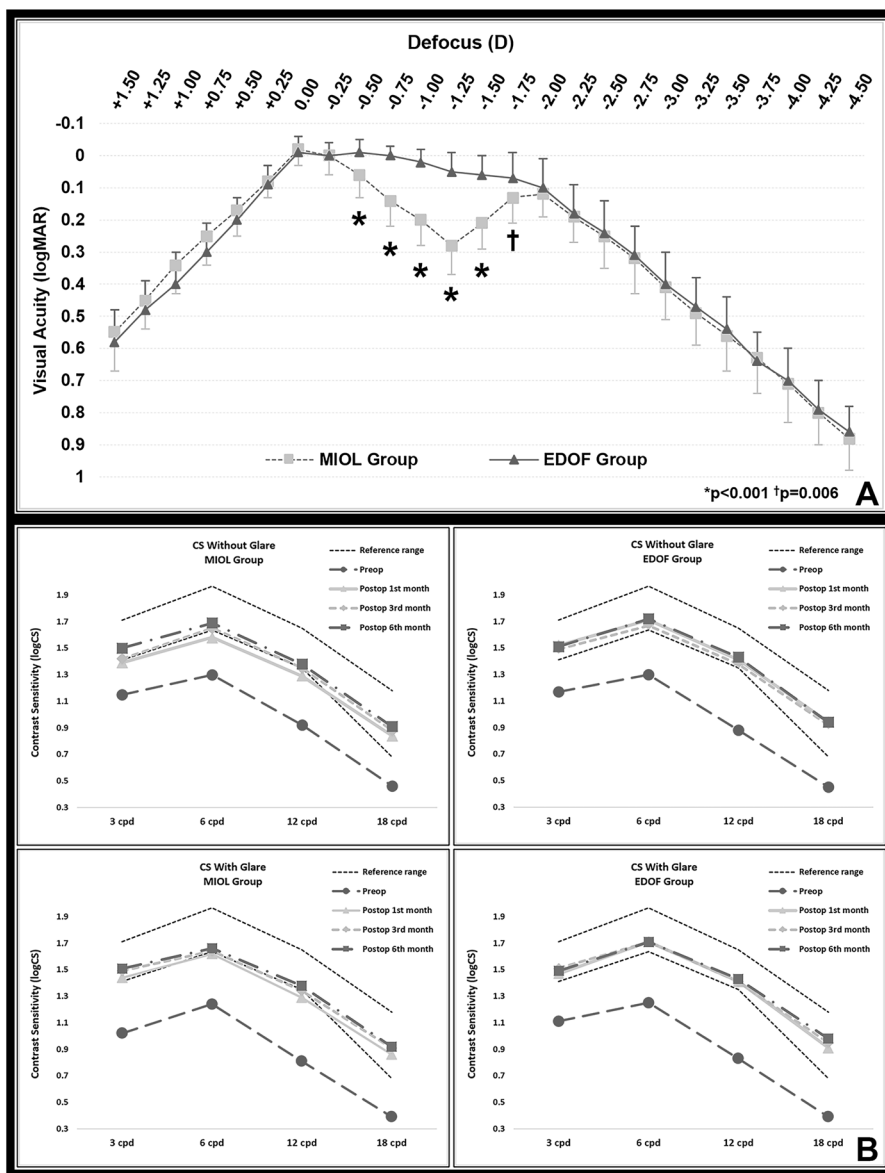 Defocus (D)
+1.50 +1.25 +1.00 +0.75 +0.50 +0.25 0.00 -0.25 -0.50 -0.75 -1.00 -1.25 -1.50 -1.75 -2.00 -2.25 -3.00 -3.25 -3.50 -3.75 -4.00 -4.25 -4.50
Visual Acuity (logMAR)
-0.1
0
0.1
0.2
0.3
0.4
0.5
0.6
0.7
0.8
0.9
1
* * * * * †
MIOL Group EDOF Group
*p<0.001 †p=0.006
A
CS Without Glare
MIOL Group
Reference range
Preop
Postop 1st month
Postop 3rd month
Postop 6th month
Contrast Sensitivity (logCS)
1.9
1.7
1.5
1.3
1.1
0.9
0.7
0.5
0.3
3 cpd 6 cpd 12 cpd 18 cpd
CS Without Glare
EDOF Group
Reference range
Preop
Postop 1st month
Postop 3rd month
Postop 6th month
Contrast Sensitivity (logCS)
1.9
1.7
1.5
1.3
1.1
0.9
0.7
0.5
0.3
3 cpd 6 cpd 12 cpd 18 cpd
CS With Glare
MIOL Group
Reference range
Preop
Postop 1st month
Postop 3rd month
Postop 6th month
Contrast Sensitivity (logCS)
1.9
1.7
1.5
1.3
1.1
0.9
0.7
0.5
0.3
3 cpd 6 cpd 12 cpd 18 cpd
CS With Glare
EDOF Group
Reference range
Preop
Postop 1st month
Postop 3rd month
Postop 6th month
Contrast Sensitivity (logCS)
1.9
1.7
1.5
1.3
1.1
0.9
0.7
0.5
0.3
3 cpd 6 cpd 12 cpd 18 cpd
B